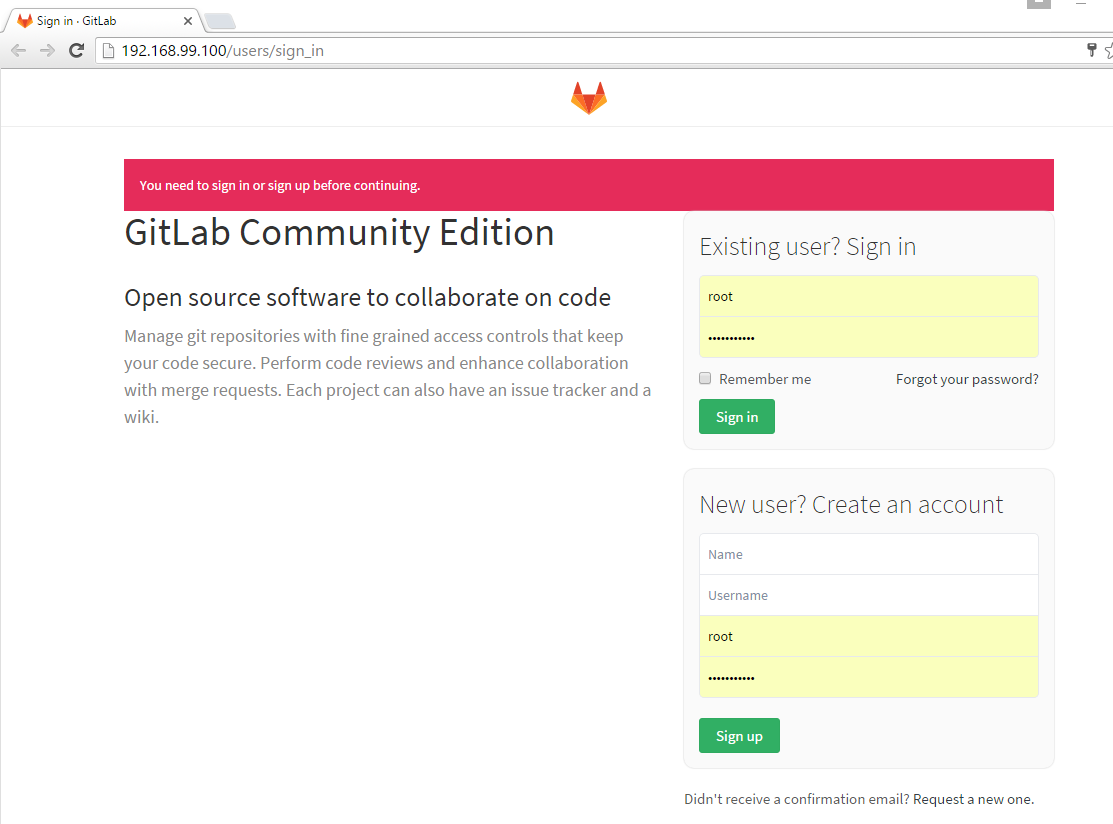 Sign in · GitLab
192.168.99.100/users/sign_in
You need to sign in or sign up before continuing.
GitLab Community Edition
Open source software to collaborate on code
Manage git repositories with fine grained access controls that keep
your code secure. Perform code reviews and enhance collaboration
with merge requests. Each project can also have an issue tracker and a
wiki.
Existing user? Sign in
root
•••••••••••
Remember me
Forgot your password?
Sign in
New user? Create an account
Name
Username
root
•••••••••••
Sign up
Didn't receive a confirmation email? Request a new one.